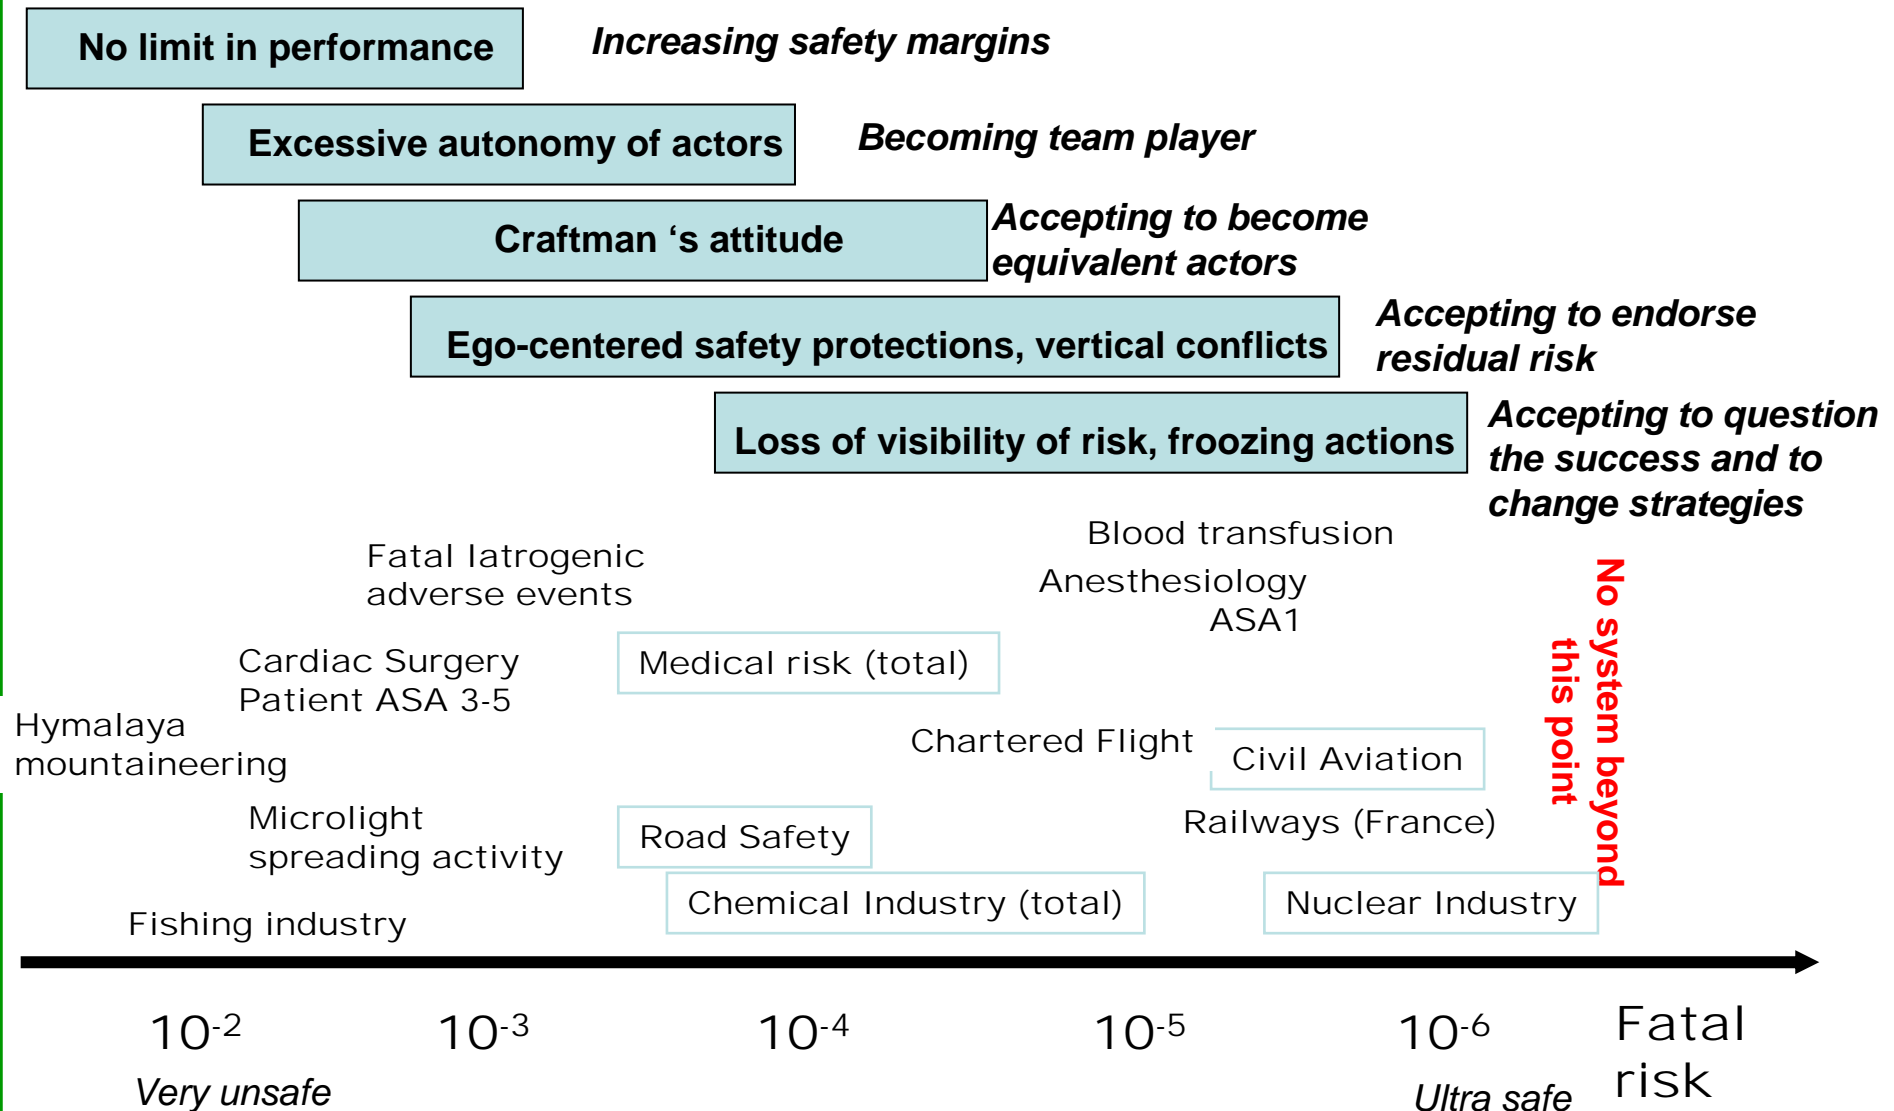 No limit in performance
Increasing safety margins
Excessive autonomy of actors
Becoming team player
Craftman ‘s attitude
Accepting to become
equivalent actors
Ego-centered safety protections, vertical conflicts
Accepting to endorse
residual risk
Loss of visibility of risk, froozing actions
Accepting to question
the success and to
change strategies
Blood transfusion
Fatal Iatrogenic
adverse events
Anesthesiology
ASA1
No system beyond
this point
Cardiac Surgery
Patient ASA 3-5
Medical risk (total)
Hymalaya
mountaineering
Chartered Flight
Civil Aviation
Microlight
spreading activity
Road Safety
Railways (France)
Chemical Industry (total)
Nuclear Industry
Fishing industry
10-2
10-3
10-4
10-5
10-6
Fatal
risk
Very unsafe
Ultra safe